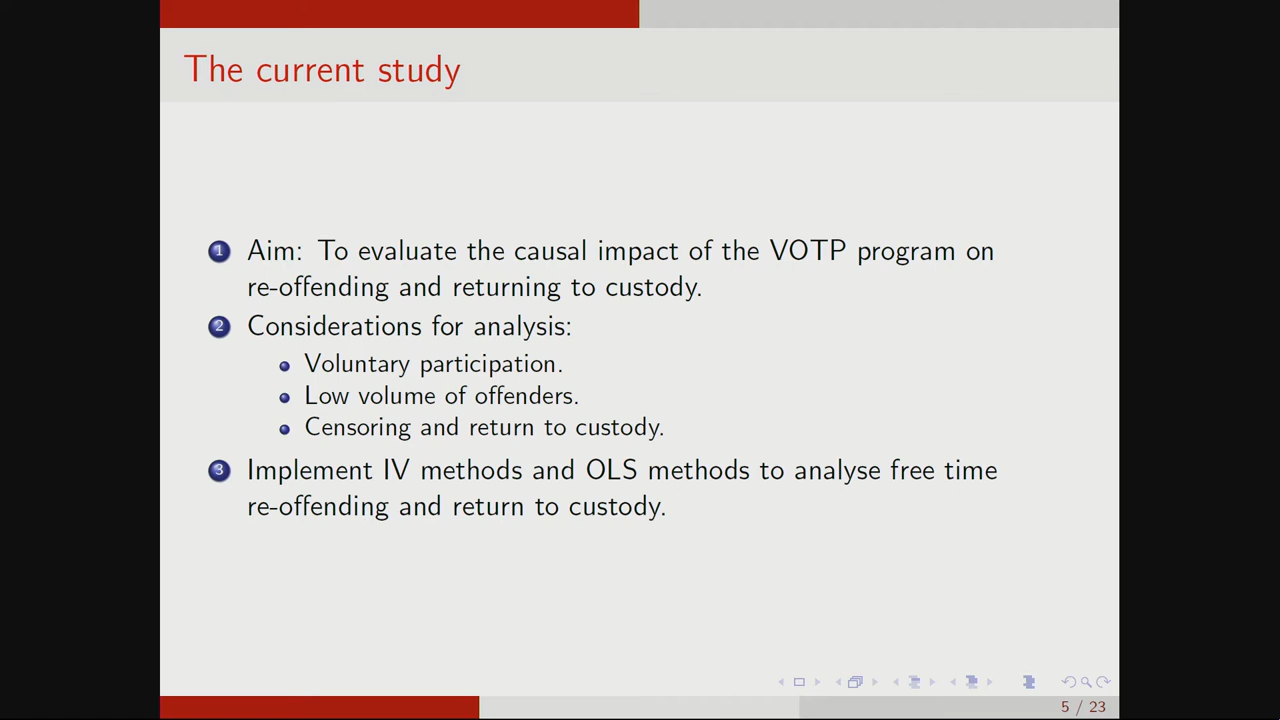 The current study
1 Aim: To evaluate the causal impact of the VOTP program on
re-offending and returning to custody.
2 Considerations for analysis:
Voluntary participation.
Low volume of offenders.
Censoring and return to custody.
3 Implement IV methods and OLS methods to analyse free time
re-offending and return to custody.
5 / 23